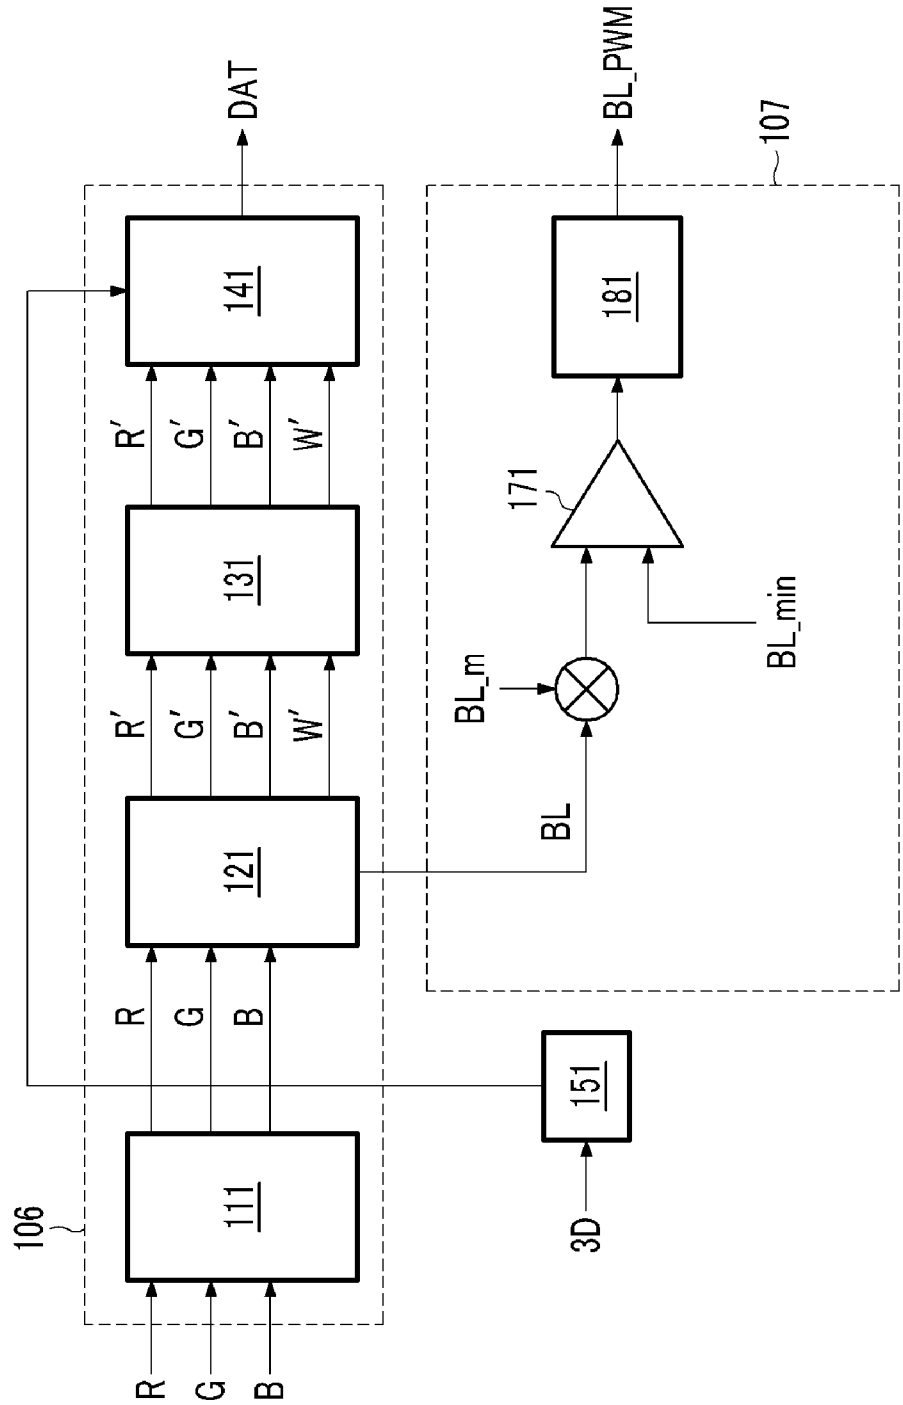 106
R
G
B
111
R
G
B
121
R'
G'
B'
W'
131
R'
G'
B'
W'
141
DAT
3D
151
BL
BL_m
BL_min
171
181
BL_PWM
107